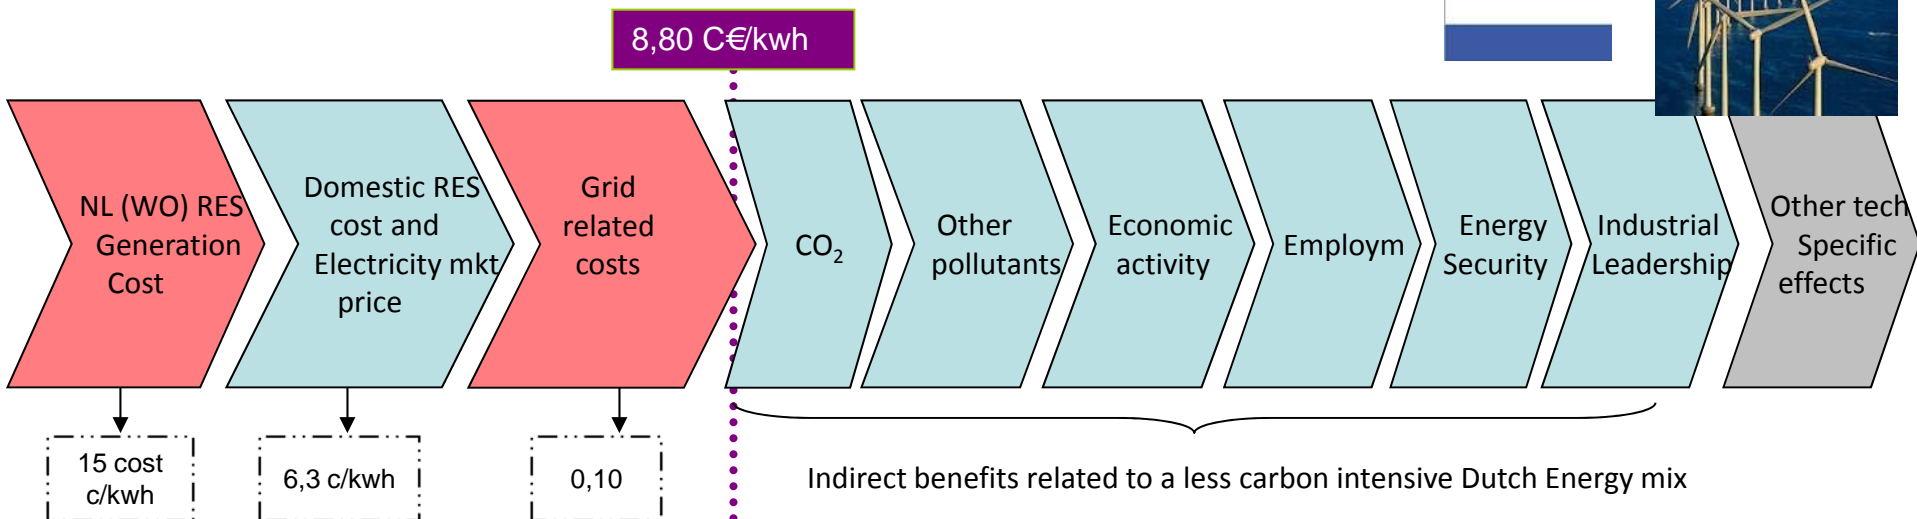 8,80 C€/kwh
NL (WO) RES
Generation
Cost
Domestic RES
cost and
Electricity mkt
price
Grid
related
costs
CO₂
Other
pollutants
Economic
activity
Employm
Energy
Security
Industrial
Leadership
Other tech
Specific
effects
15 cost
c/kwh
6,3 c/kwh
0,10
Indirect benefits related to a less carbon intensive Dutch Energy mix